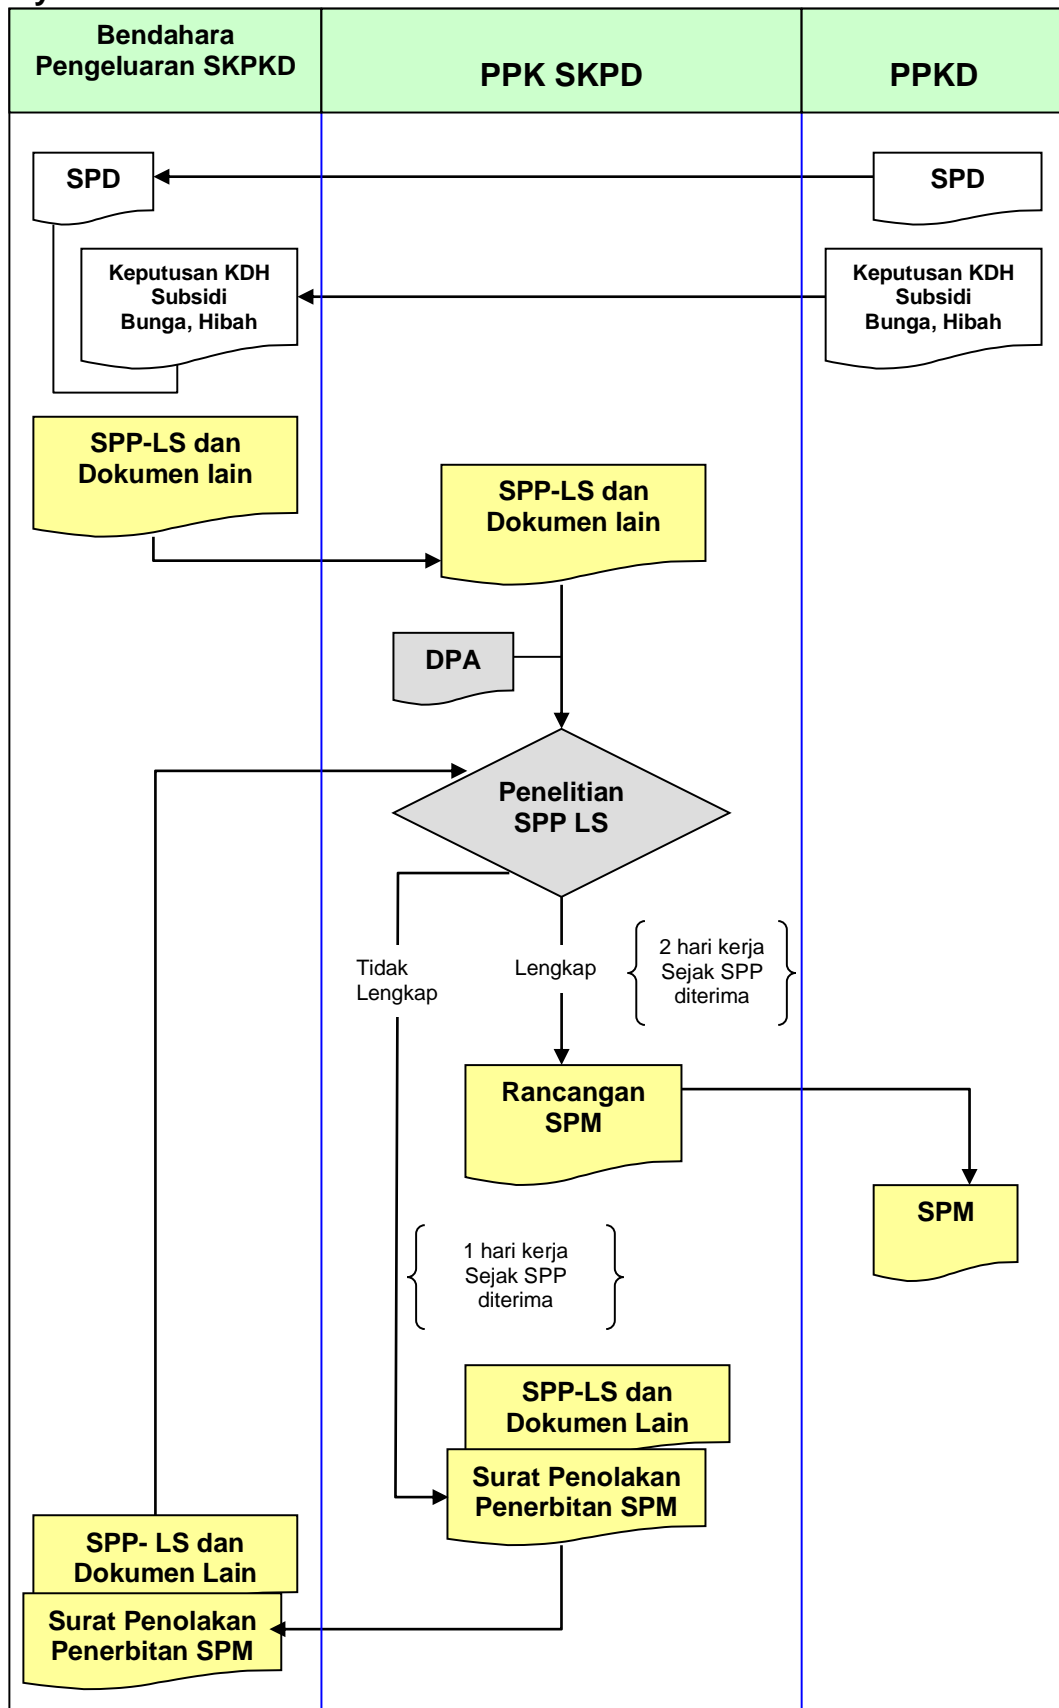 Bendahara
Pengeluaran SKPKD
PPK SKPD
PPKD
SPD
SPD
Keputusan KDH
Subsidi
Bunga, Hibah
Keputusan KDH
Subsidi
Bunga, Hibah
SPP-LS dan
Dokumen lain
SPP-LS dan
Dokumen lain
DPA
Penelitian
SPP LS
Tidak
Lengkap
Lengkap
2 hari kerja
Sejak SPP
diterima
Rancangan
SPM
SPM
1 hari kerja
Sejak SPP
diterima
SPP-LS dan
Dokumen Lain
Surat Penolakan
Penerbitan SPM
SPP- LS dan
Dokumen Lain
Surat Penolakan
Penerbitan SPM